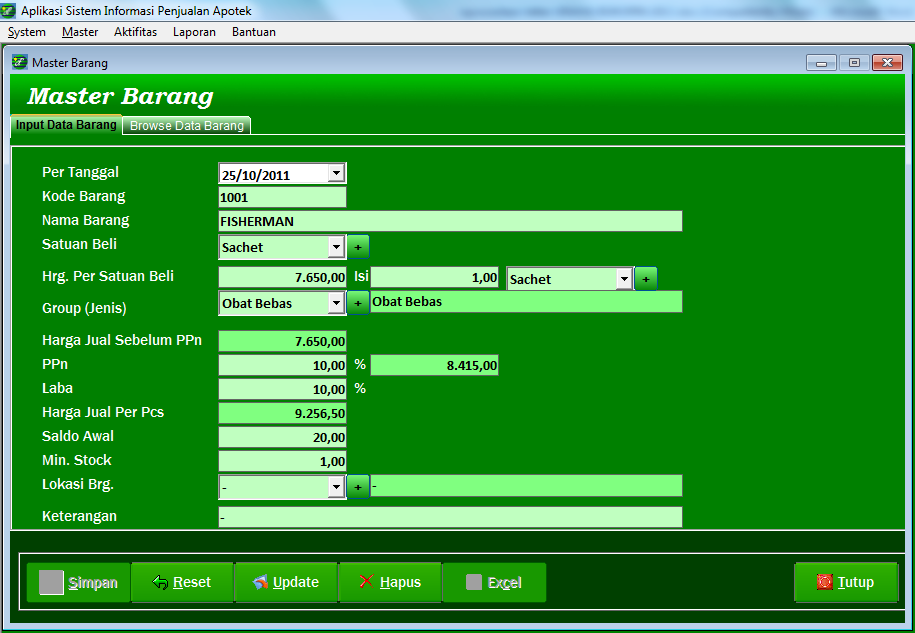 Aplikasi Sistem Informasi Penjualan Apotek
System Master Aktifitas Laporan Bantuan
Master Barang
Master Barang
Input Data Barang Browse Data Barang
Per Tanggal 25/10/2011
Kode Barang 1001
Nama Barang FISHERMAN
Satuan Beli Sachet +
Hrg. Per Satuan Beli 7.650,00 Isi 1,00 Sachet +
Group (Jenis) Obat Bebas + Obat Bebas
Harga Jual Sebelum PPn 7.650,00
PPn 10,00 % 8.415,00
Laba 10,00 %
Harga Jual Per Pcs 9.256,50
Saldo Awal 20,00
Min. Stock 1,00
Lokasi Brg. - + -
Keterangan -
Simpan Reset Update Hapus Excel Tutup